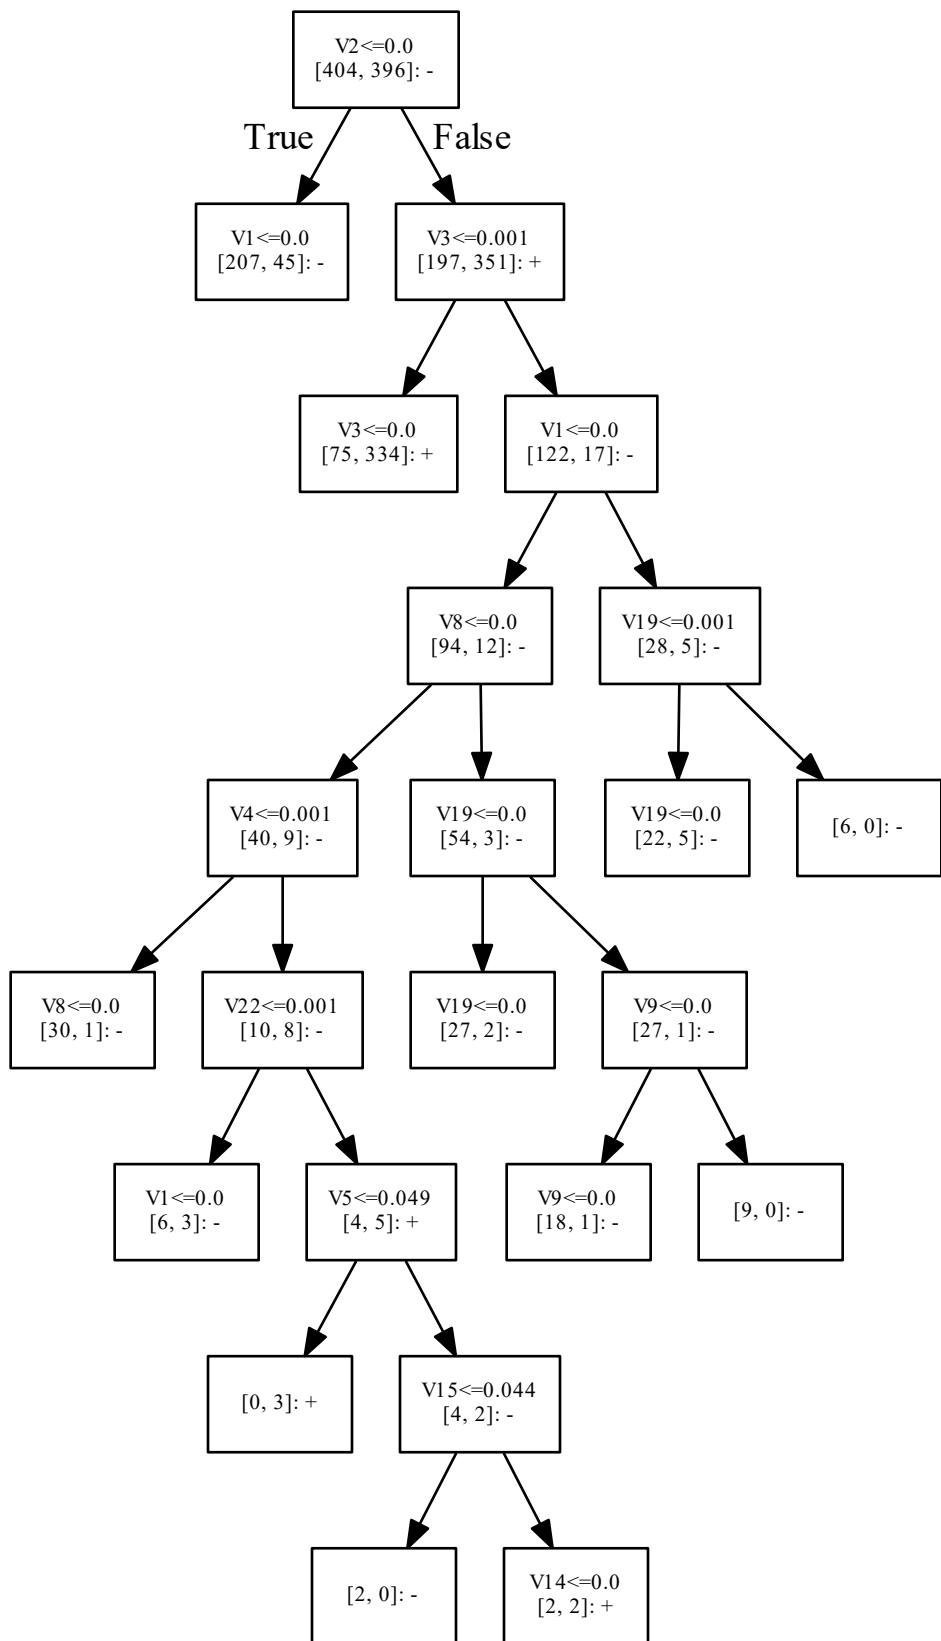 V2<=0.0
[404, 396]: -
True
False
V1<=0.0
[207, 45]: -
V3<=0.001
[197, 351]: +
V3<=0.0
[75, 334]: +
V1<=0.0
[122, 17]: -
V8<=0.0
[94, 12]: -
V19<=0.001
[28, 5]: -
V4<=0.001
[40, 9]: -
V19<=0.0
[54, 3]: -
V19<=0.0
[22, 5]: -
[6, 0]: -
V8<=0.0
[30, 1]: -
V22<=0.001
[10, 8]: -
V19<=0.0
[27, 2]: -
V9<=0.0
[27, 1]: -
V1<=0.0
[6, 3]: -
V5<=0.049
[4, 5]: +
V9<=0.0
[18, 1]: -
[9, 0]: -
[0, 3]: +
V15<=0.044
[4, 2]: -
[2, 0]: -
V14<=0.0
[2, 2]: +